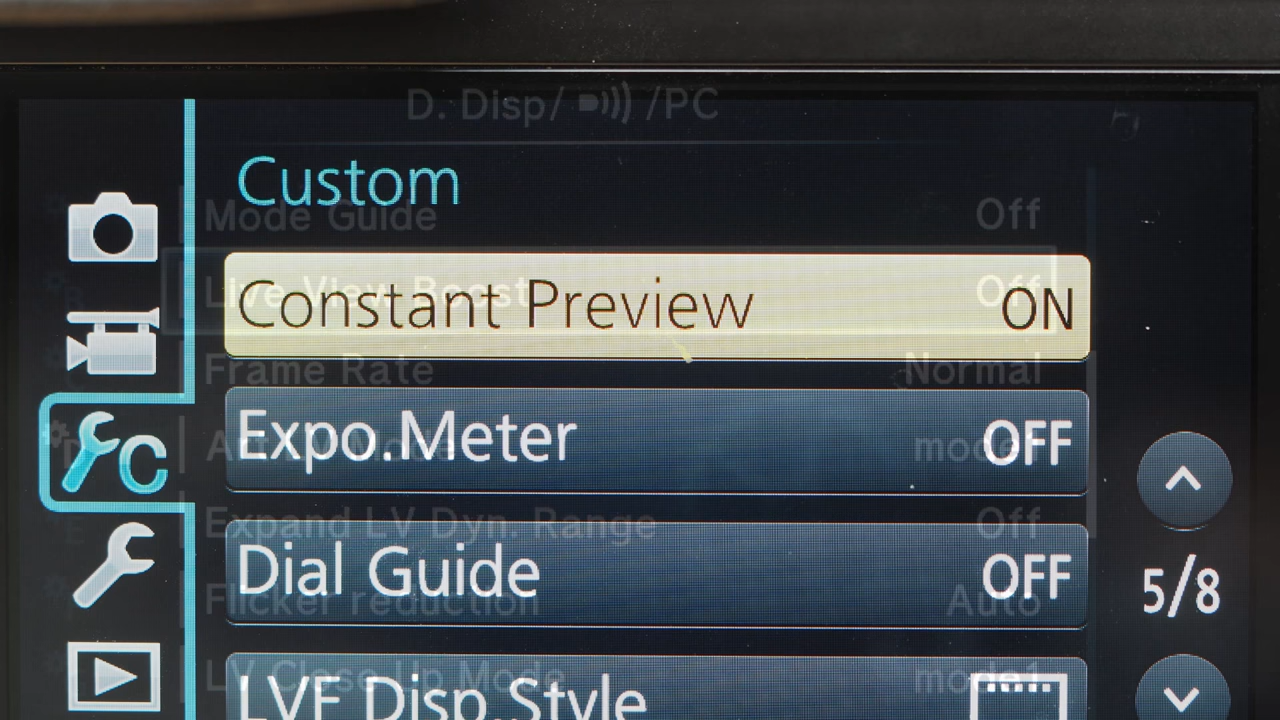 D. Disp/ /PC
Custom
Mode Guide Off
Constant Preview ON
Live View Boost Off
Frame Rate Normal
Expo.Meter OFF
mode1
Expand LV Dyn. Range Off
Dial Guide OFF
5/8
Flicker reduction Auto
LV Close Up Mode mode1
LVF Disp.Style
C